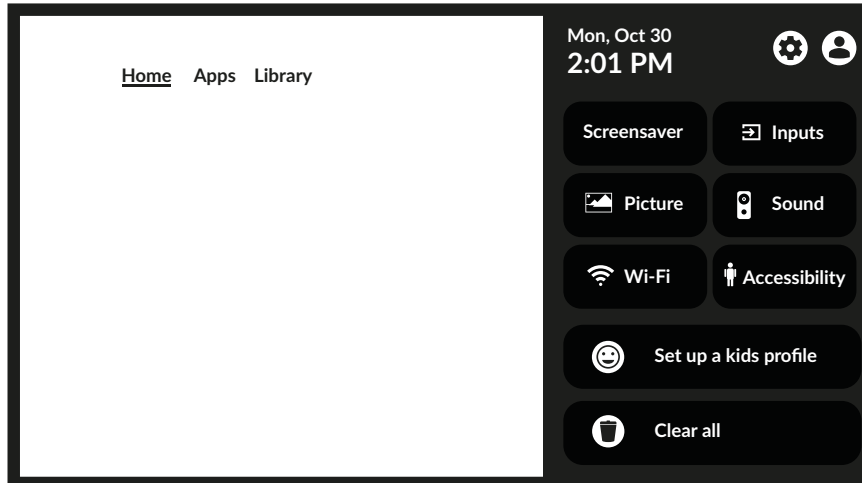 Home Apps Library
Mon, Oct 30
2:01 PM
Screensaver
Inputs
Picture
Sound
Wi-Fi
Accessibility
Set up a kids profile
Clear all